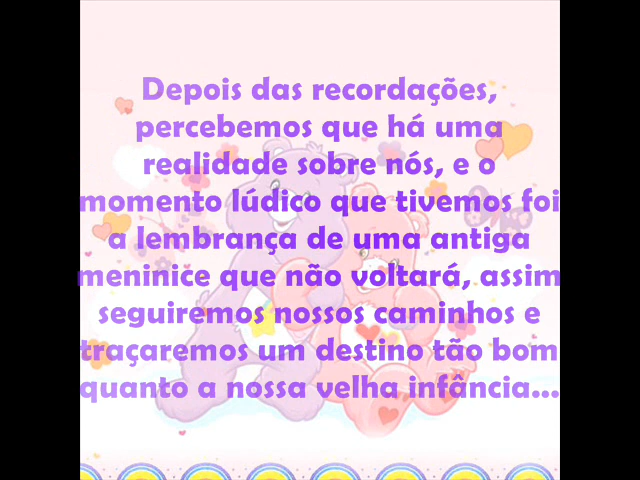 Depois das recordações,
percebemos que há uma
realidade sobre nós, e o
momento lúdico que tivemos foi
a lembrança de uma antiga
meninice que não voltará, assim
seguiremos nossos caminhos e
traçaremos um destino tão bom
quanto a nossa velha infância...